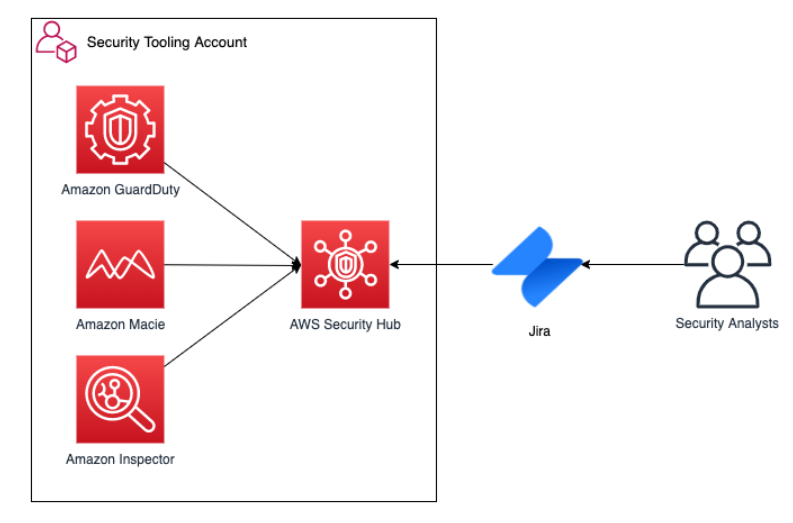 Security Tooling Account
Amazon GuardDuty
Amazon Macie
AWS Security Hub
Jira
Security Analysts
Amazon Inspector